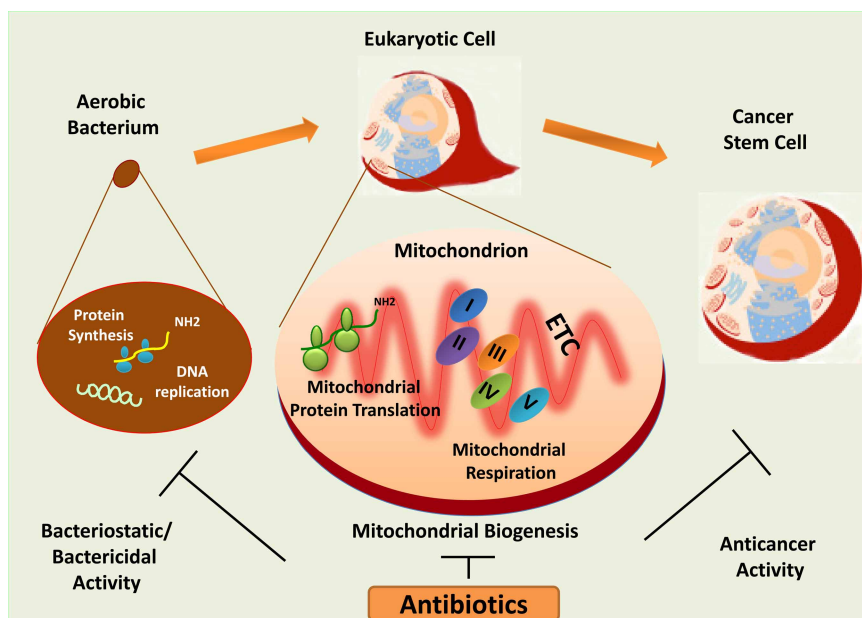 Eukaryotic Cell
Aerobic
Bacterium
Cancer
Stem Cell
Mitochondrion
Protein
Synthesis
NH2
DNA
replication
NH2
I
II
III
IV
V
ETC
Mitochondrial
Protein Translation
Mitochondrial
Respiration
Bacteriostatic/
Bactericidal
Activity
Mitochondrial Biogenesis
Anticancer
Activity
Antibiotics